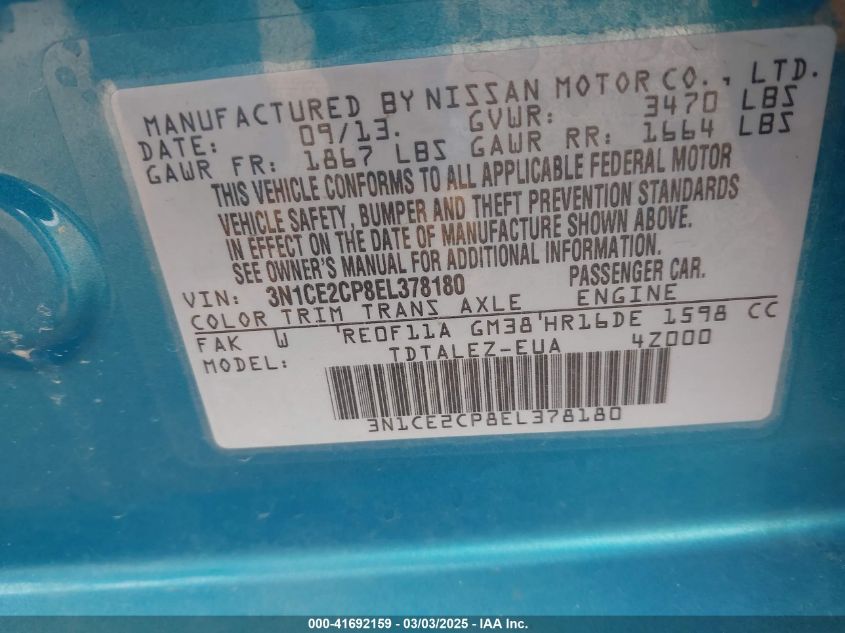 MANUFACTURED BY NISSAN MOTOR CO., LTD.
DATE: 09/13. GVWR: 3470 LBS
GAWR FR: 1867 LBS GAWR RR: 1664 LBS
THIS VEHICLE CONFORMS TO ALL APPLICABLE FEDERAL MOTOR
VEHICLE SAFETY, BUMPER AND THEFT PREVENTION STANDARDS
IN EFFECT ON THE DATE OF MANUFACTURE SHOWN ABOVE.
SEE OWNER'S MANUAL FOR ADDITIONAL INFORMATION.
VIN: 3N1CE2CP8EL378180 PASSENGER CAR.
COLOR TRIM TRANS AXLE ENGINE
FAK W RE0F11A GM38 HR16DE 1598 CC
MODEL: TDTALEZ-EUA 4Z000
3N1CE2CP8EL378180
000-41692159 - 03/03/2025 - IAA Inc.